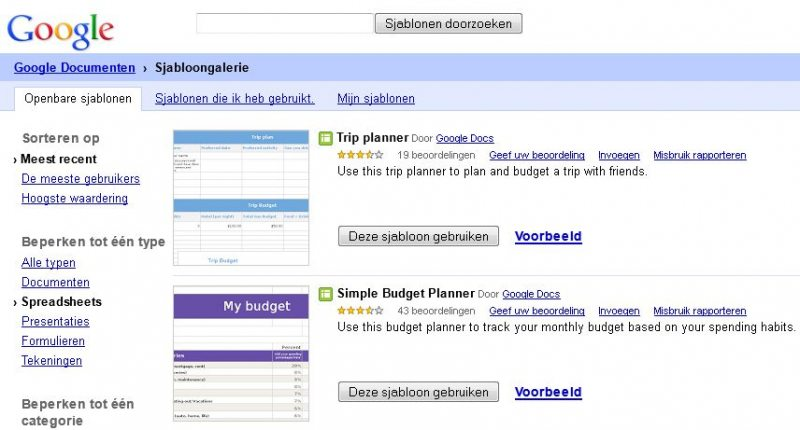 Google
Sjablonen doorzoeken
Google Documenten › Sjabloongalerie
Openbare sjablonen Sjablonen die ik heb gebruikt. Mijn sjablonen
Sorteren op
› Meest recent
De meeste gebruikers
Hoogste waardering
Beperken tot één type
Alle typen
Documenten
› Spreadsheets
Presentaties
Formulieren
Tekeningen
Beperken tot één
categorie
Trip plan
Trip Budget
Trip Budget
Trip planner Door Google Docs
19 beoordelingen Geef uw beoordeling Invoegen Misbruik rapporteren
Use this trip planner to plan and budget a trip with friends.
Deze sjabloon gebruiken Voorbeeld
My budget
Percent
Simple Budget Planner Door Google Docs
43 beoordelingen Geef uw beoordeling Invoegen Misbruik rapporteren
Use this budget planner to track your monthly budget based on your spending habits.
Deze sjabloon gebruiken Voorbeeld